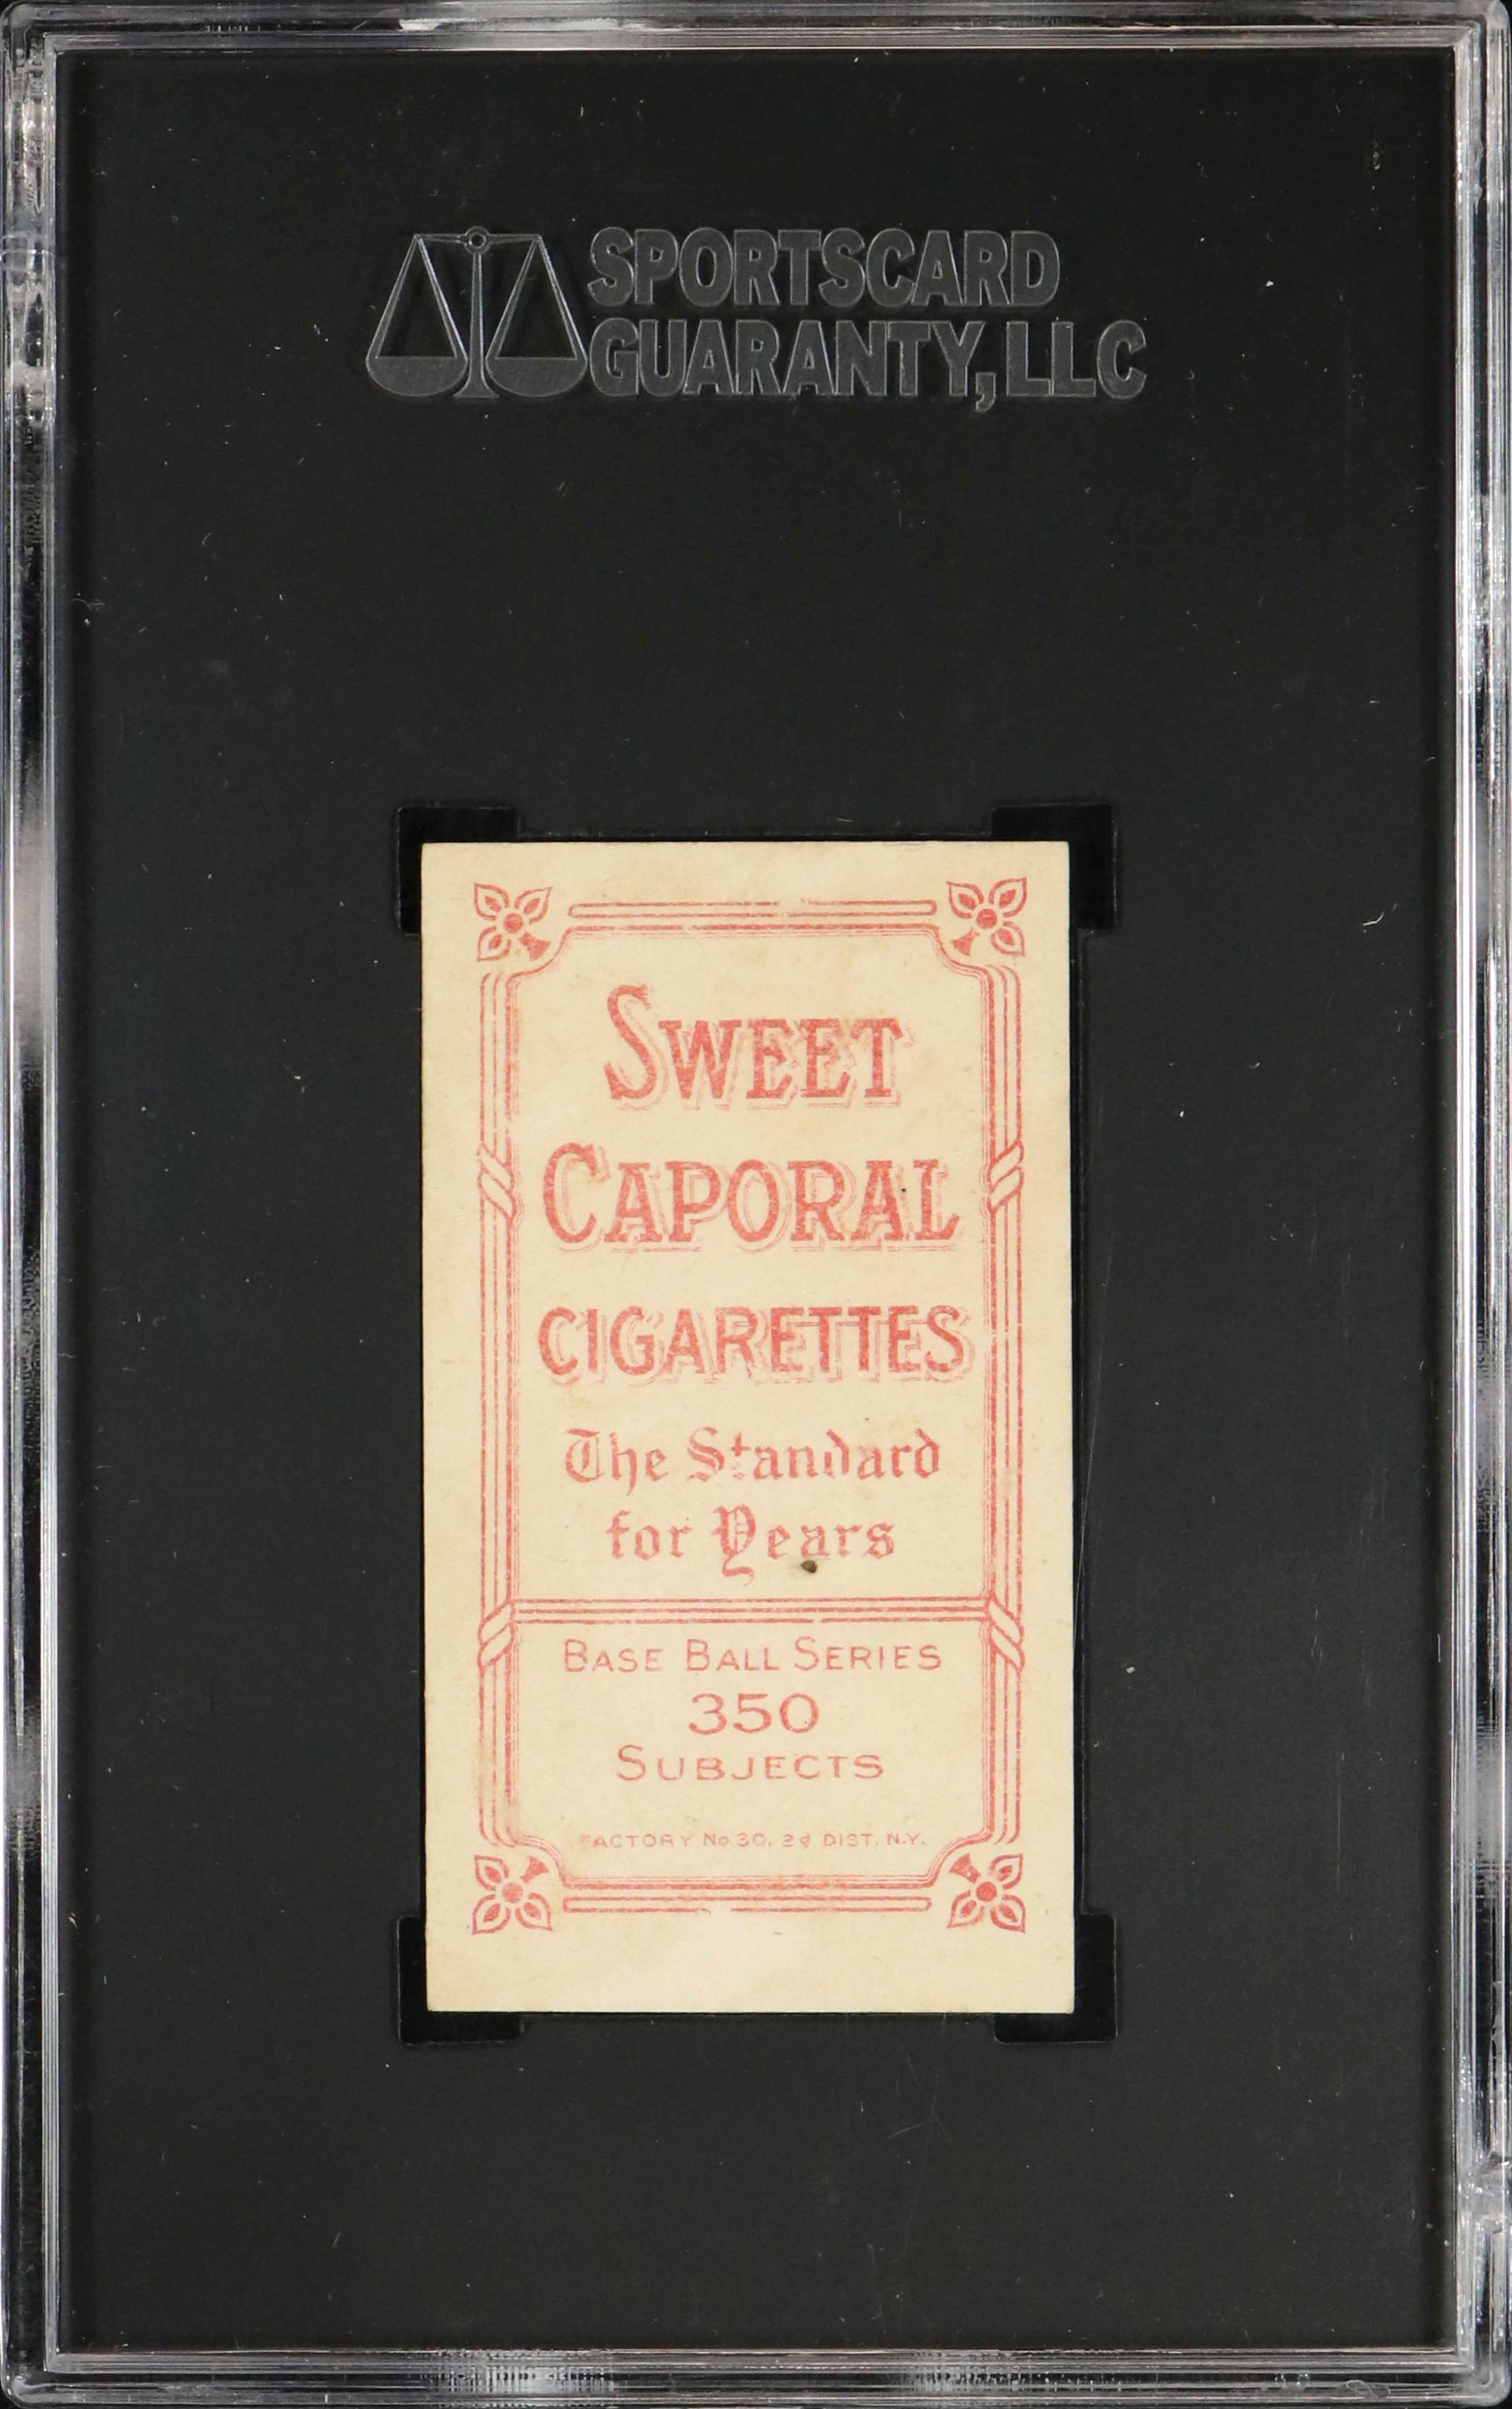 SPORTSCARD
GUARANTY, LLC
SWEET
CAPORAL
CIGARETTES
The Standard
for Years
BASE BALL SERIES
350
SUBJECTS
FACTORY No 30, 2d DIST. N.Y.